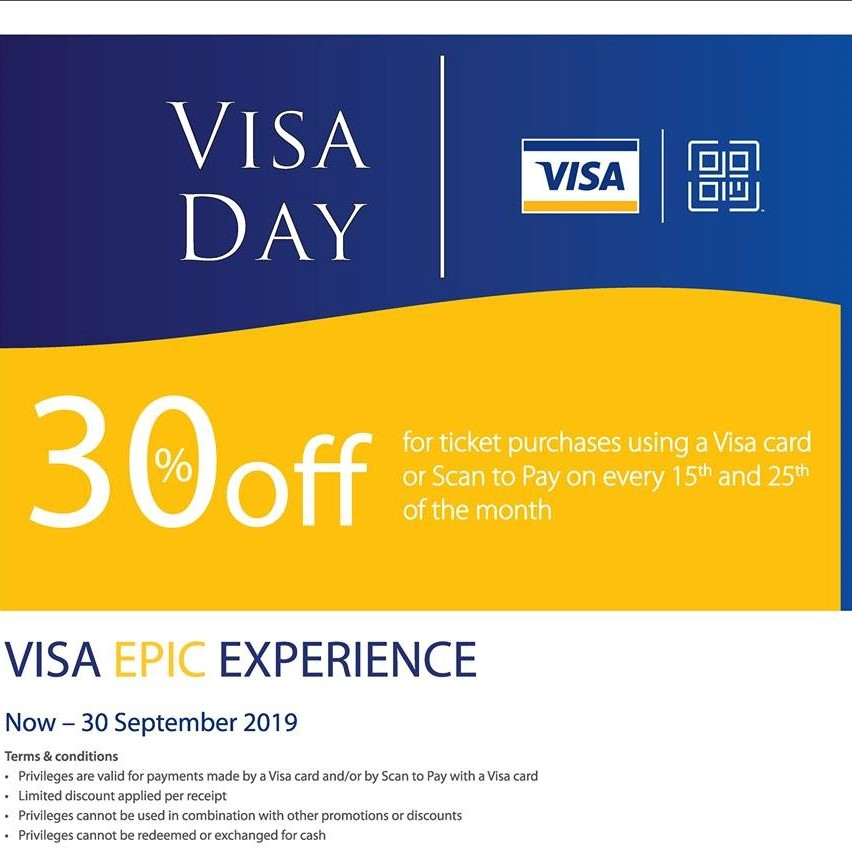 VISA
DAY
VISA
30% off
for ticket purchases using a Visa card
or Scan to Pay on every 15th and 25th
of the month
VISA EPIC EXPERIENCE
Now – 30 September 2019
Terms & conditions
• Privileges are valid for payments made by a Visa card and/or by Scan to Pay with a Visa card
• Limited discount applied per receipt
• Privileges cannot be used in combination with other promotions or discounts
• Privileges cannot be redeemed or exchanged for cash